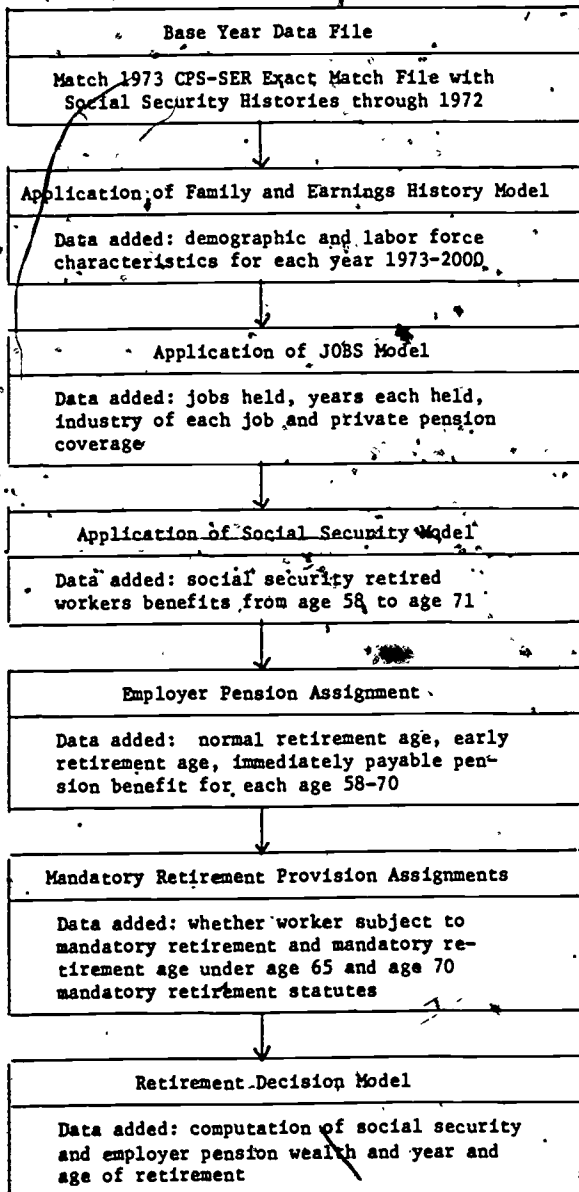 Base Year Data File
Match 1973 CPS-SER Exact Match File with
Social Security Histories through 1972
Application of Family and Earnings History Model
Data added: demographic and labor force
characteristics for each year 1973-2000
Application of JOBS Model
Data added: jobs held, years each held,
industry of each job and private pension
coverage
Application of Social Security Model
Data added: social security retired
workers benefits from age 58 to age 71
Employer Pension Assignment
Data added: normal retirement age, early
retirement age, immediately payable pen-
sion benefit for each age 58-70
Mandatory Retirement Provision Assignments
Data added: whether worker subject to
mandatory retirement and mandatory re-
tirement age under age 65 and age 70
mandatory retirement statutes
Retirement Decision Model
Data added: computation of social security
and employer pension wealth and year and
age of retirement